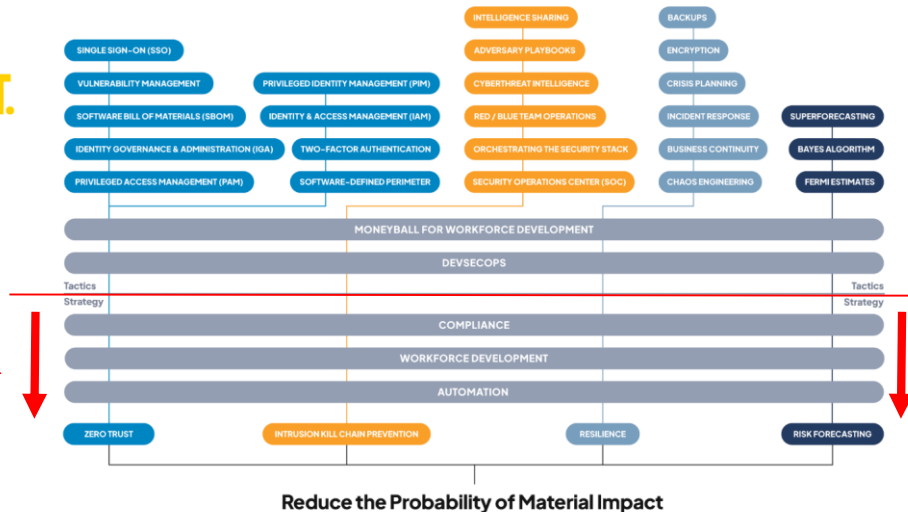 T.
INTELLIGENCE SHARING
BACKUPS
SINGLE SIGN-ON (SSO)
ADVERSARY PLAYBOOKS
ENCRYPTION
VULNERABILITY MANAGEMENT
PRIVILEGED IDENTITY MANAGEMENT (PIM)
CYBERTHREAT INTELLIGENCE
CRISIS PLANNING
SOFTWARE BILL OF MATERIALS (SBOM)
IDENTITY & ACCESS MANAGEMENT (IAM)
RED / BLUE TEAM OPERATIONS
INCIDENT RESPONSE
SUPERFORECASTING
IDENTITY GOVERNANCE & ADMINISTRATION (IGA)
TWO-FACTOR AUTHENTICATION
ORCHESTRATING THE SECURITY STACK
BUSINESS CONTINUITY
BAYES ALGORITHM
PRIVILEGED ACCESS MANAGEMENT (PAM)
SOFTWARE-DEFINED PERIMETER
SECURITY OPERATIONS CENTER (SOC)
CHAOS ENGINEERING
FERMI ESTIMATES
MONEYBALL FOR WORKFORCE DEVELOPMENT
DEVSECOPS
Tactics
Tactics
Strategy
Strategy
COMPLIANCE
WORKFORCE DEVELOPMENT
AUTOMATION
ZERO TRUST
INTRUSION KILL CHAIN PREVENTION
RESILIENCE
RISK FORECASTING
Reduce the Probability of Material Impact